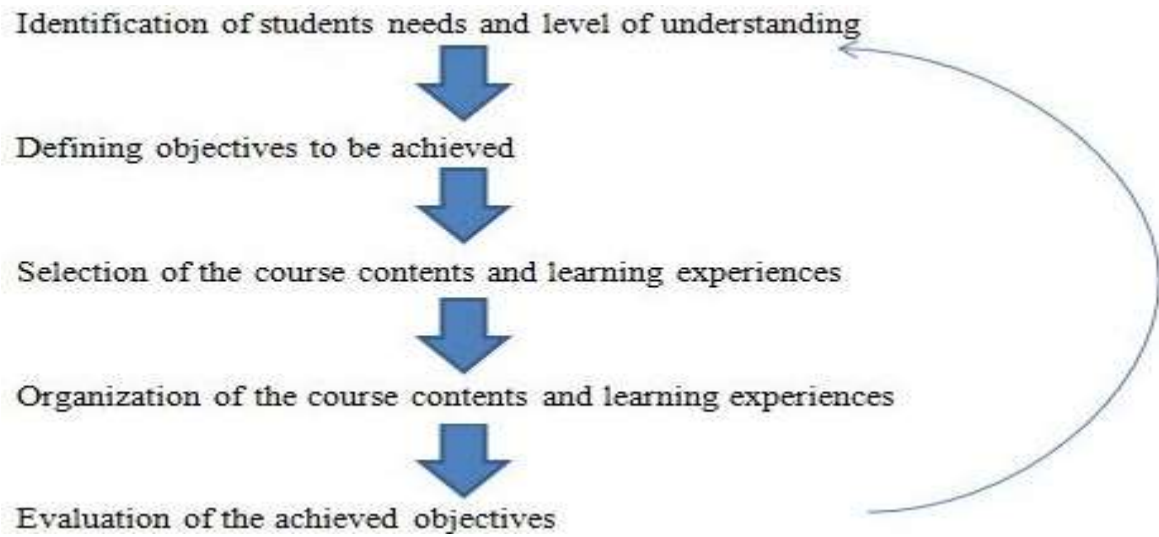 Identification of students needs and level of understanding
Defining objectives to be achieved
Selection of the course contents and learning experiences
Organization of the course contents and learning experiences
Evaluation of the achieved objectives